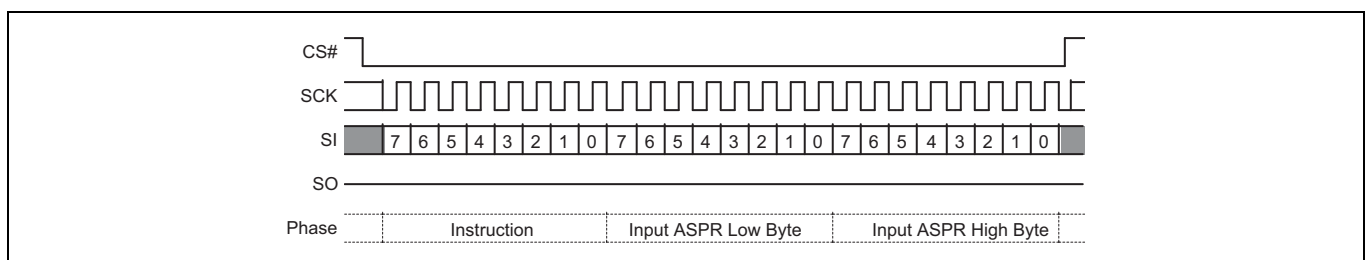 CS#
SCK
SI 7 6 5 4 3 2 1 0 7 6 5 4 3 2 1 0 7 6 5 4 3 2 1 0
SO
Phase Instruction Input ASPR Low Byte Input ASPR High Byte